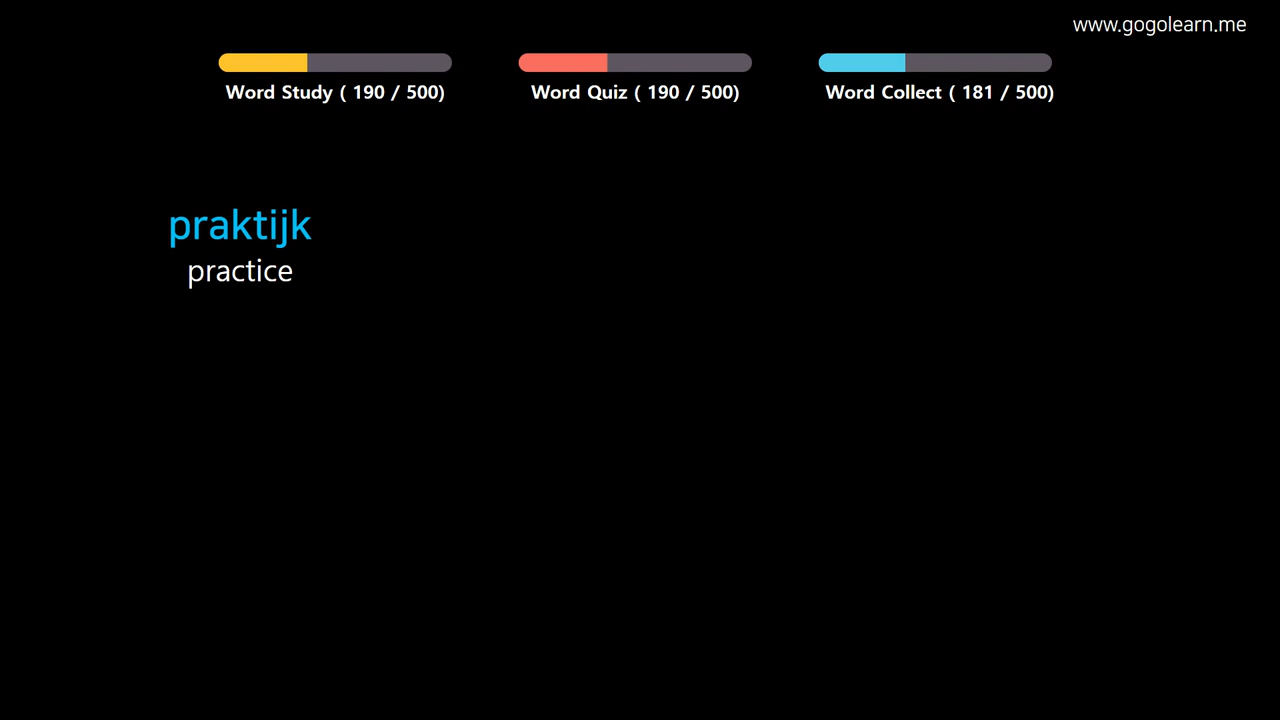 www.gogolearn.me
Word Study ( 190 / 500)
Word Quiz ( 190 / 500)
Word Collect ( 181 / 500)
praktijk
practice